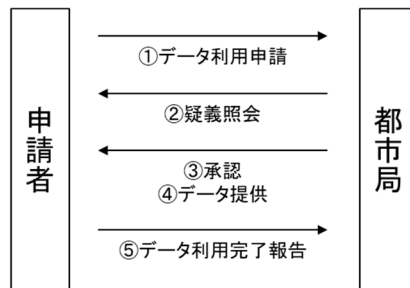 申請者
①データ利用申請
②疑義照会
③承認
④データ提供
⑤データ利用完了報告
都市局